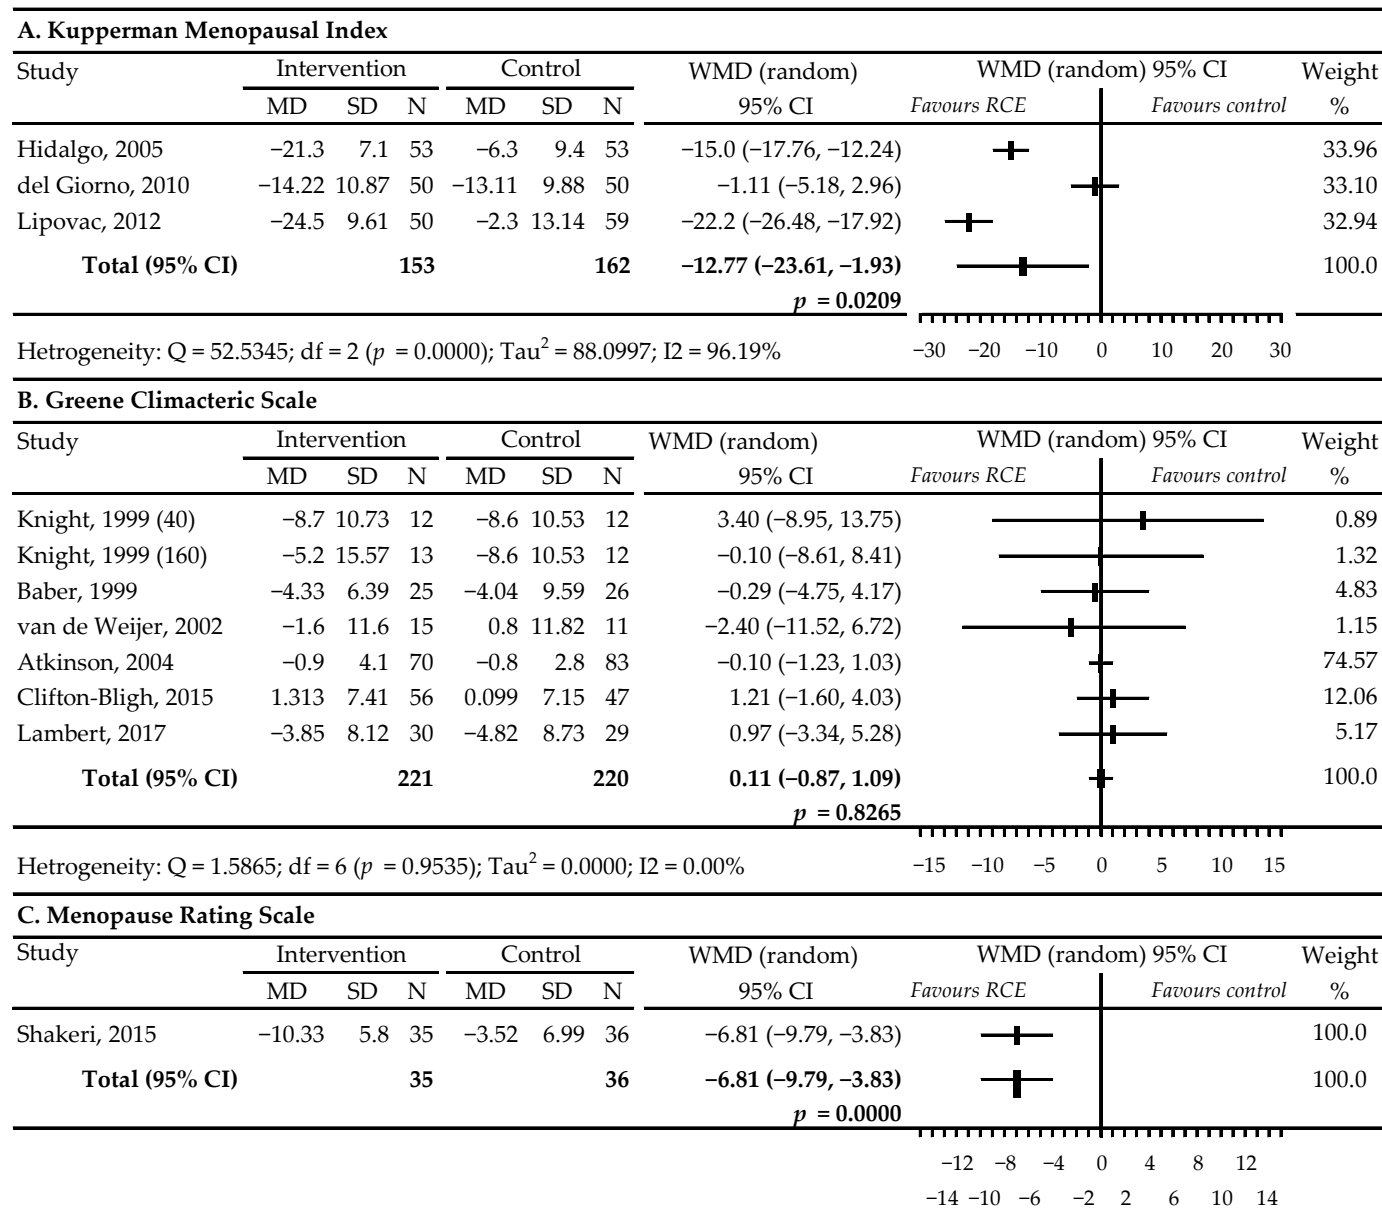 A. Kupperman Menopausal Index
Study Intervention Control WMD (random) WMD (random) 95% CI Weight
MD SD N MD SD N 95% CI Favours RCE Favours control %
Hidalgo, 2005 −21.3 7.1 53 −6.3 9.4 53 −15.0 (−17.76, −12.24) 33.96
del Giorno, 2010 −14.22 10.87 50 −13.11 9.88 50 −1.11 (−5.18, 2.96) 33.10
Lipovac, 2012 −24.5 9.61 50 −2.3 13.14 59 −22.2 (−26.48, −17.92) 32.94
Total (95% CI) 153 162 −12.77 (−23.61, −1.93) 100.0
p = 0.0209
Hetrogeneity: Q = 52.5345; df = 2 (p = 0.0000); Tau² = 88.0997; I2 = 96.19% −30 −20 −10 0 10 20 30
B. Greene Climacteric Scale
Study Intervention Control WMD (random) WMD (random) 95% CI Weight
MD SD N MD SD N 95% CI Favours RCE Favours control %
Knight, 1999 (40) −8.7 10.73 12 −8.6 10.53 12 3.40 (−8.95, 13.75) 0.89
Knight, 1999 (160) −5.2 15.57 13 −8.6 10.53 12 −0.10 (−8.61, 8.41) 1.32
Baber, 1999 −4.33 6.39 25 −4.04 9.59 26 −0.29 (−4.75, 4.17) 4.83
van de Weijer, 2002 −1.6 11.6 15 0.8 11.82 11 −2.40 (−11.52, 6.72) 1.15
Atkinson, 2004 −0.9 4.1 70 −0.8 2.8 83 −0.10 (−1.23, 1.03) 74.57
Clifton-Bligh, 2015 1.313 7.41 56 0.099 7.15 47 1.21 (−1.60, 4.03) 12.06
Lambert, 2017 −3.85 8.12 30 −4.82 8.73 29 0.97 (−3.34, 5.28) 5.17
Total (95% CI) 221 220 0.11 (−0.87, 1.09) 100.0
p = 0.8265
Hetrogeneity: Q = 1.5865; df = 6 (p = 0.9535); Tau² = 0.0000; I2 = 0.00% −15 −10 −5 0 5 10 15
C. Menopause Rating Scale
Study Intervention Control WMD (random) WMD (random) 95% CI Weight
MD SD N MD SD N 95% CI Favours RCE Favours control %
Shakeri, 2015 −10.33 5.8 35 −3.52 6.99 36 −6.81 (−9.79, −3.83) 100.0
Total (95% CI) 35 36 −6.81 (−9.79, −3.83) 100.0
p = 0.0000
−12 −8 −4 0 4 8 12
−14 −10 −6 −2 2 6 10 14